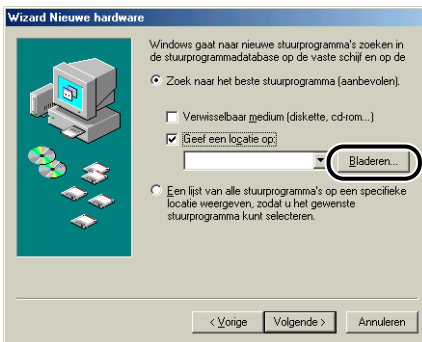 Wizard Nieuwe hardware
Windows gaat naar nieuwe stuurprogramma's zoeken in
de stuurprogrammadatabase op de vaste schijf en op de
Zoek naar het beste stuurprogramma (aanbevolen).
Verwisselbaar medium (diskette, cd-rom...)
Geef een locatie op:
Bladeren...
Een lijst van alle stuurprogramma's op een specifieke
locatie weergeven, zodat u het gewenste
stuurprogramma kunt selecteren.
< Vorige Volgende > Annuleren